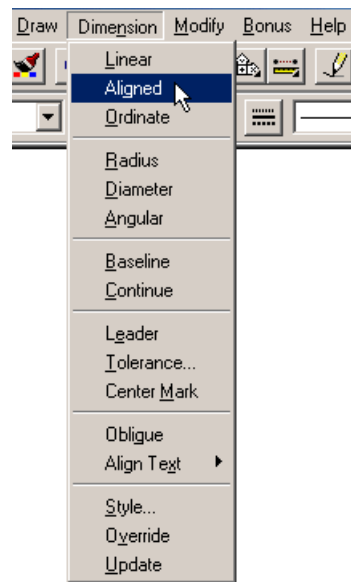 Draw Dimension Modify Bonus Help
Linear
Aligned
Ordinate
Radius
Diameter
Angular
Baseline
Continue
Leader
Tolerance...
Center Mark
Obligue
Align Text
Style...
Override
Update